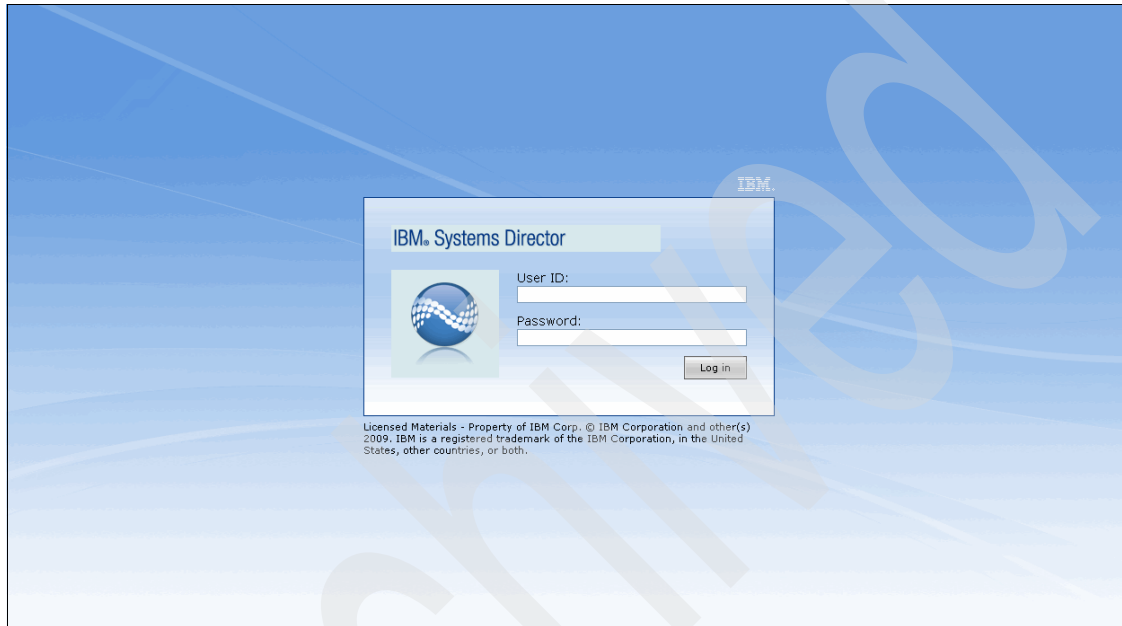 IBM.
IBM® Systems Director
User ID:
Password:
Log in
Licensed Materials - Property of IBM Corp. © IBM Corporation and other(s)
2009. IBM is a registered trademark of the IBM Corporation, in the United
States, other countries, or both.